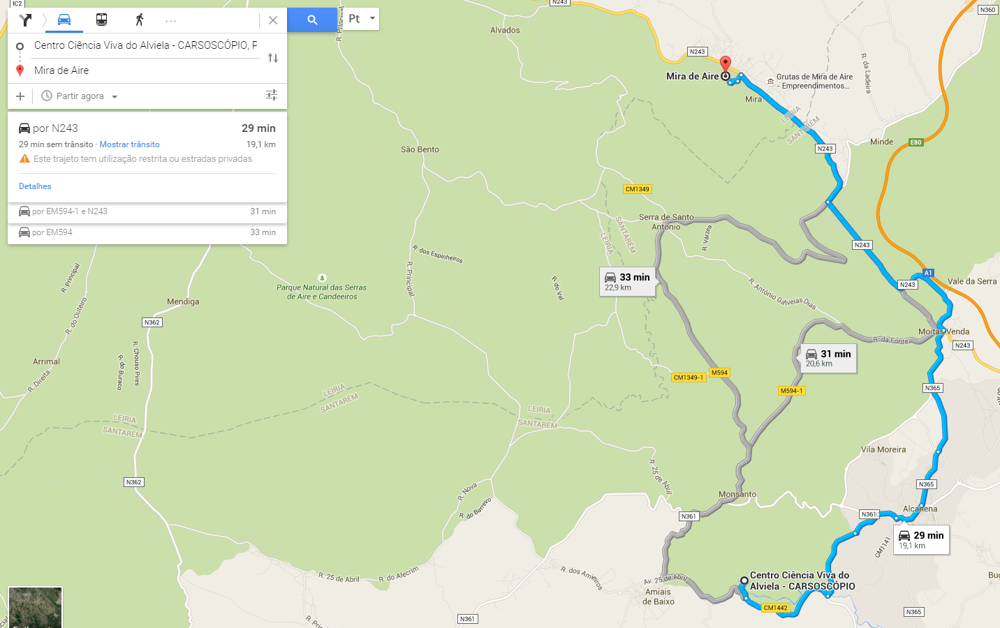 Centro Ciência Viva do Alviela - CARSOSCÓPIO, F
Mira de Aire
Partir agora
Pt
por N243
29 min
29 min sem trânsito · Mostrar trânsito
19,1 km
Este trajeto tem utilização restrita ou estradas privadas.
Detalhes
por EM594-1 e N243
31 min
por EM594
33 min
IC2
N243
N360
R. Principal
Alvados
N243
Mira de Aire
Grutas de Mira de Aire
- Empreendimentos...
R. da Ladeira
Mira
LEIRIA
SANTARÉM
Minde
E80
N243
São Bento
CM1349
Serra de Santo
António
SANTARÉM
LEIRIA
R. Várzea
N243
R. dos Espinheiros
R. Principal
R. Principal
Parque Natural das Serras
de Aire e Candeeiros
R. do Val
33 min
22,9 km
A1
N243
Vale da Serra
R. António Galveias Dias
Mendiga
R. do Outeiro
N362
Moitas Venda
R. da Fonte
N243
31 min
20,6 km
Arrimal
R. Direita
R. do Buraco
R. Chouso Pires
CM1349-1
M594
M594-1
N365
LEIRIA
SANTARÉM
LEIRIA
SANTARÉM
LEIRIA
SANTARÉM
Vila Moreira
N362
R. Nova
R. do Barreiro
R. 25 de Abril
Monsanto
N365
Alcanena
N361
N361
29 min
19,1 km
CM1141
R. 25 de Abril
R. do Alecrim
R. dos Arneiros
Av. 25 de Abril
Amiais
de Baixo
Centro Ciência Viva do
Alviela - CARSOSCÓPIO
CM1442
N361
N365